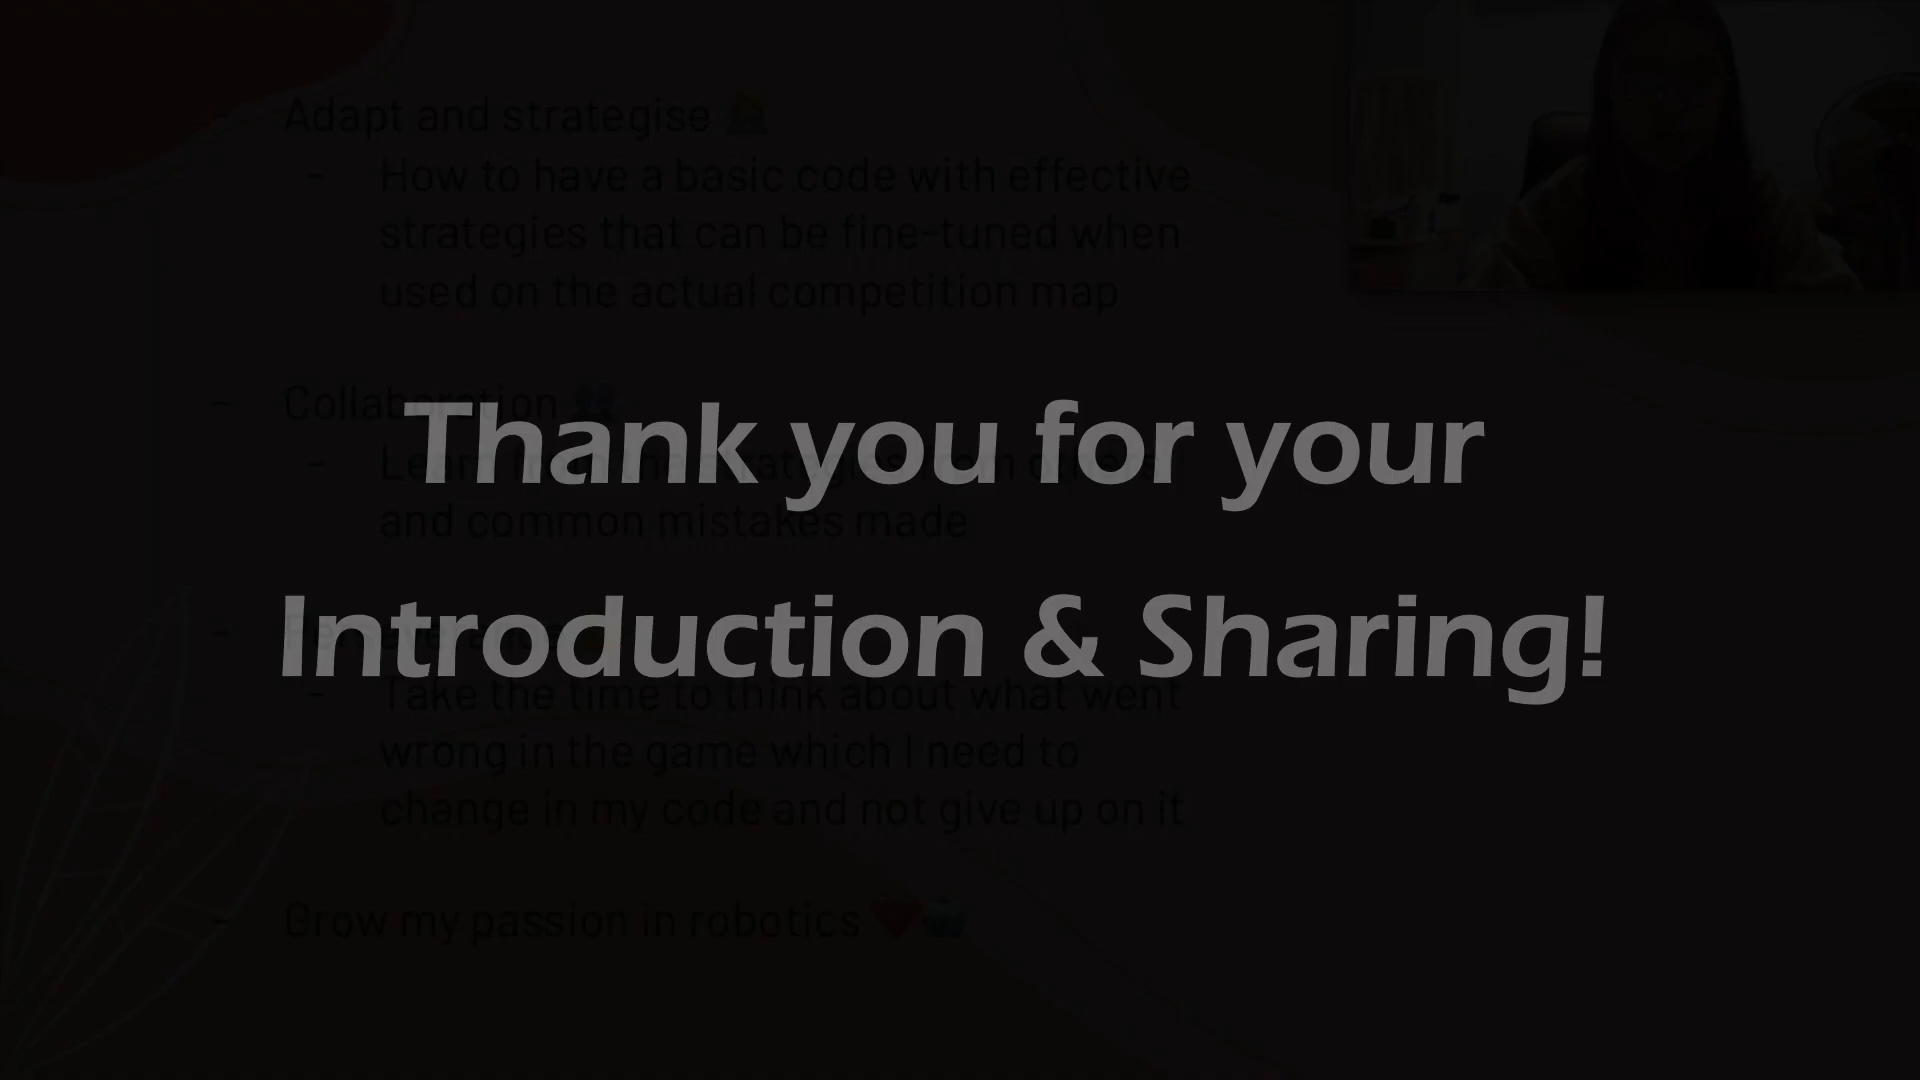 - Adapt and strategise
- How to have a basic code with effective
strategies that can be fine-tuned when
used on the actual competition map
- Collaboration
Thank you for your
- Learn from others
and common mistakes made
Introduction & Sharing!
- Take the time to think about what went
wrong in the game which I need to
change in my code and not give up on it
- Grow my passion in robotics